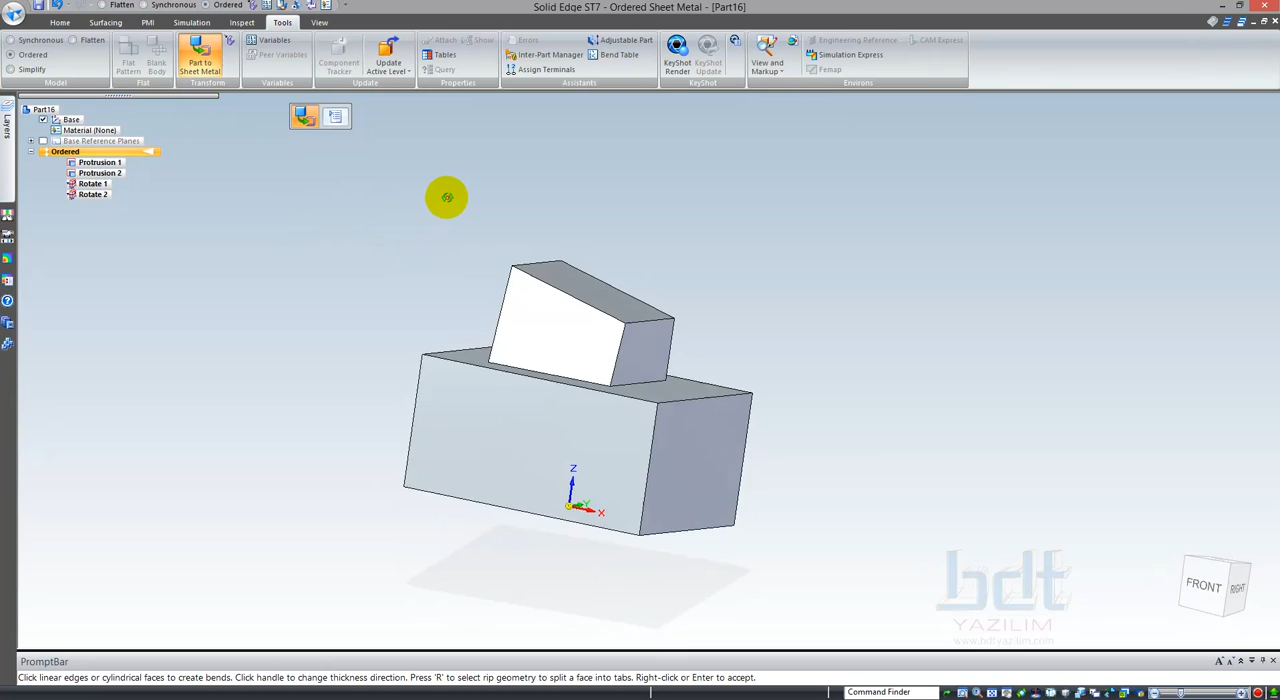 Flatten Synchronous Ordered
Solid Edge ST7 - Ordered Sheet Metal - [Part16]
Home Surfacing PMI Simulation Inspect Tools View
Synchronous Flatten
Ordered
Simplify
Model
Flat Pattern
Blank Body
Flat
Part to Sheet Metal
Transform
Variables
Peer Variables
Variables
Component Tracker
Update Active Level
Update
Attach Show
Tables
Query
Properties
Errors
Inter-Part Manager
Assign Terminals
Adjustable Part
Bend Table
Assistants
KeyShot Render
KeyShot Update
KeyShot
View and Markup
Engineering Reference
CAM Express
Simulation Express
Femap
Environs
Layers
Part16
Base
Material (None)
Base Reference Planes
Ordered
Protrusion 1
Protrusion 2
Rotate 1
Rotate 2
Z
Y
X
FRONT
RIGHT
bdt
YAZILIM
www.bdtyazilim.com
PromptBar
Click linear edges or cylindrical faces to create bends. Click handle to change thickness direction. Press 'R' to select rip geometry to split a face into tabs. Right-click or Enter to accept.
Command Finder